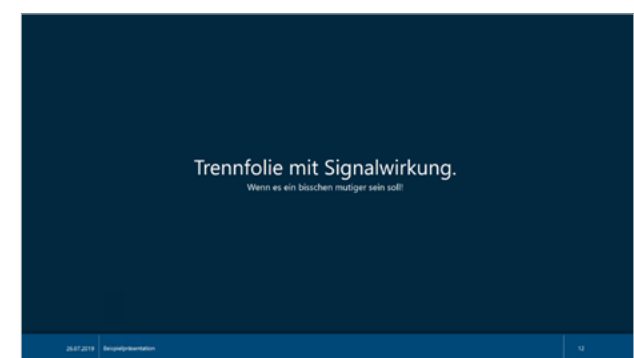 Trennfolie mit Signalwirkung.
Wenn es ein bisschen mutiger sein soll!
26.07.2019 Beispielpräsentation 12